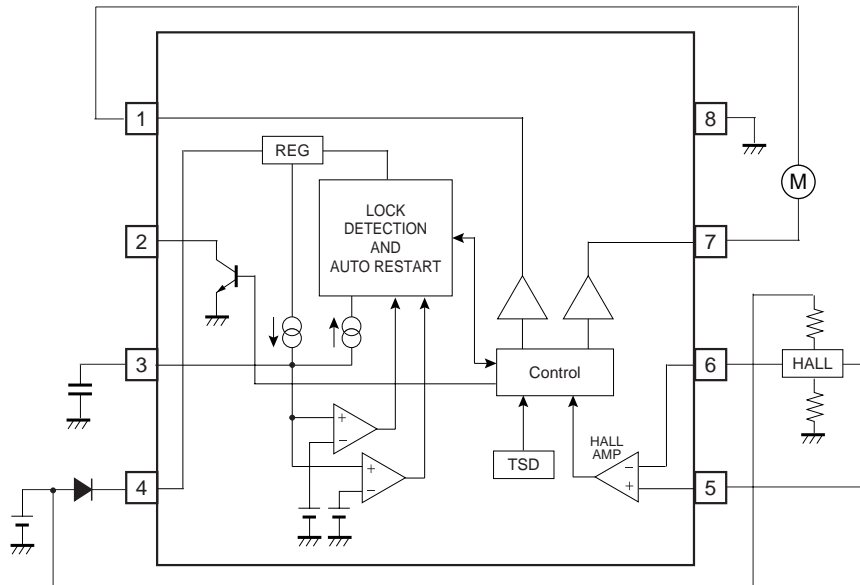 1
8
REG
M
LOCK
DETECTION
AND
AUTO RESTART
2
7
3
6
HALL
Control
+
−
HALL
AMP
+
−
TSD
−
+
4
5